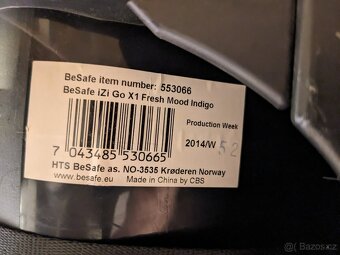 BeSafe item number: 553066
BeSafe iZi Go X1 Fresh Mood Indigo
Production Week
2014/W 52
7 043485 530665
HTS BeSafe as. NO-3535 Krøderen Norway
www.besafe.eu Made in China by CBS
Bazoš.cz